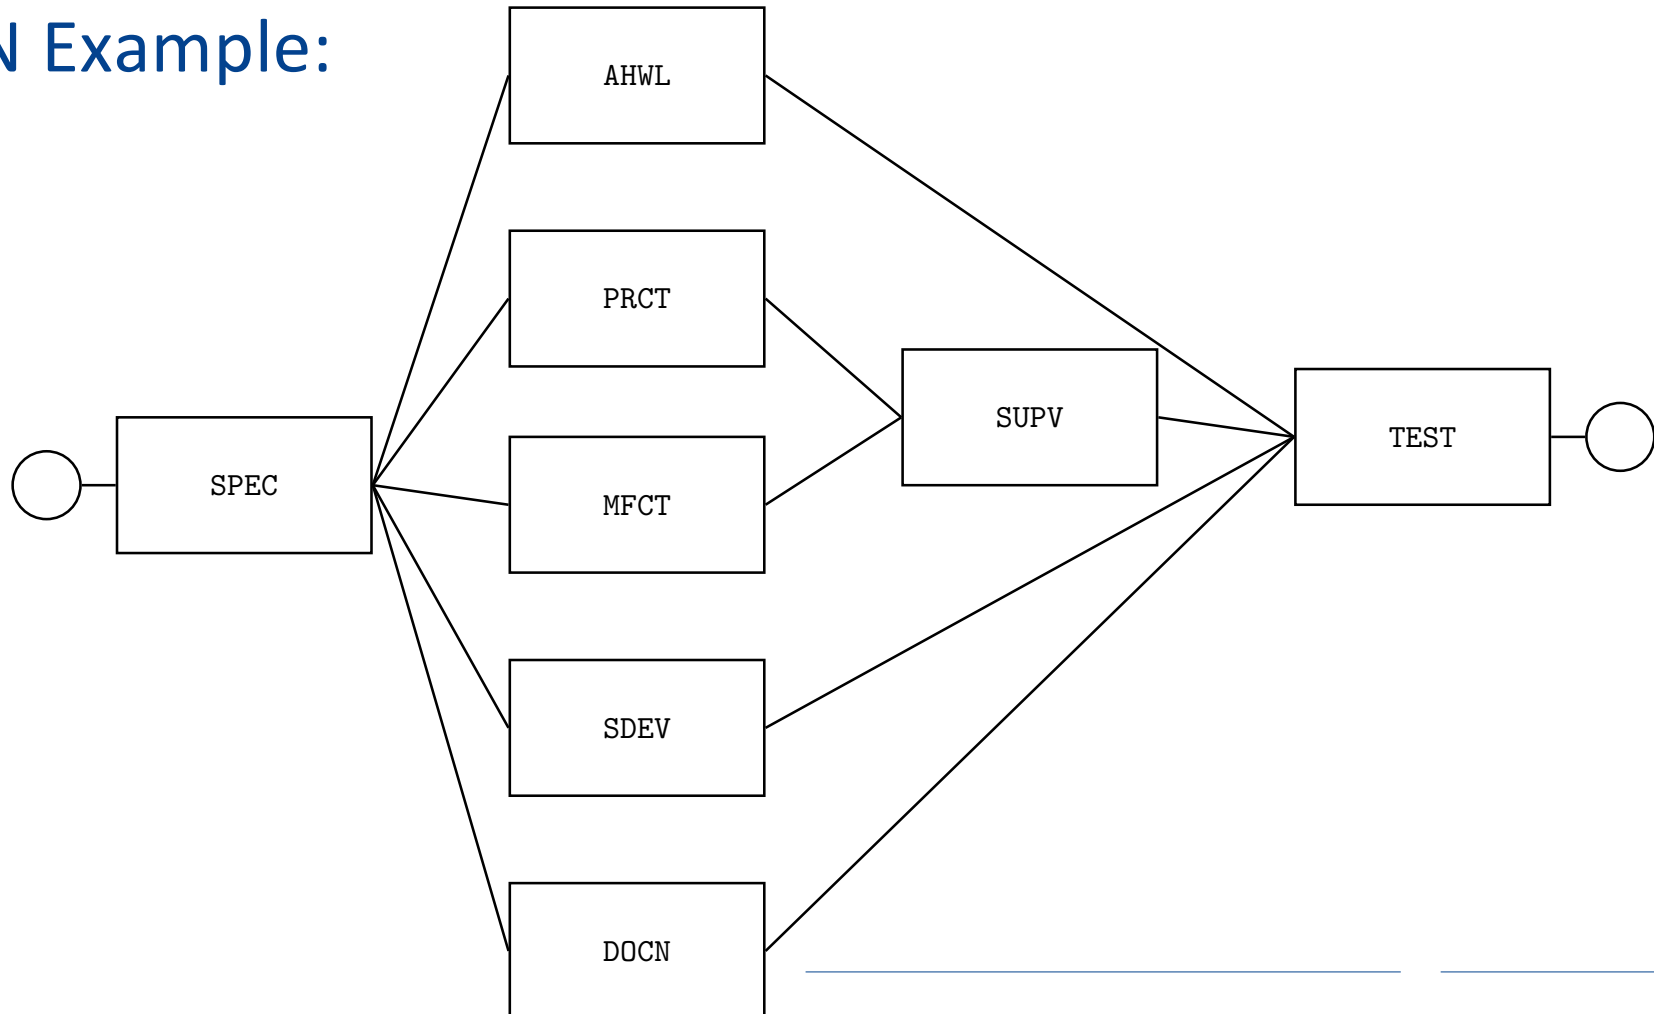 N Example:
AHWL
PRCT
SUPV
TEST
SPEC
MFCT
SDEV
DOCN